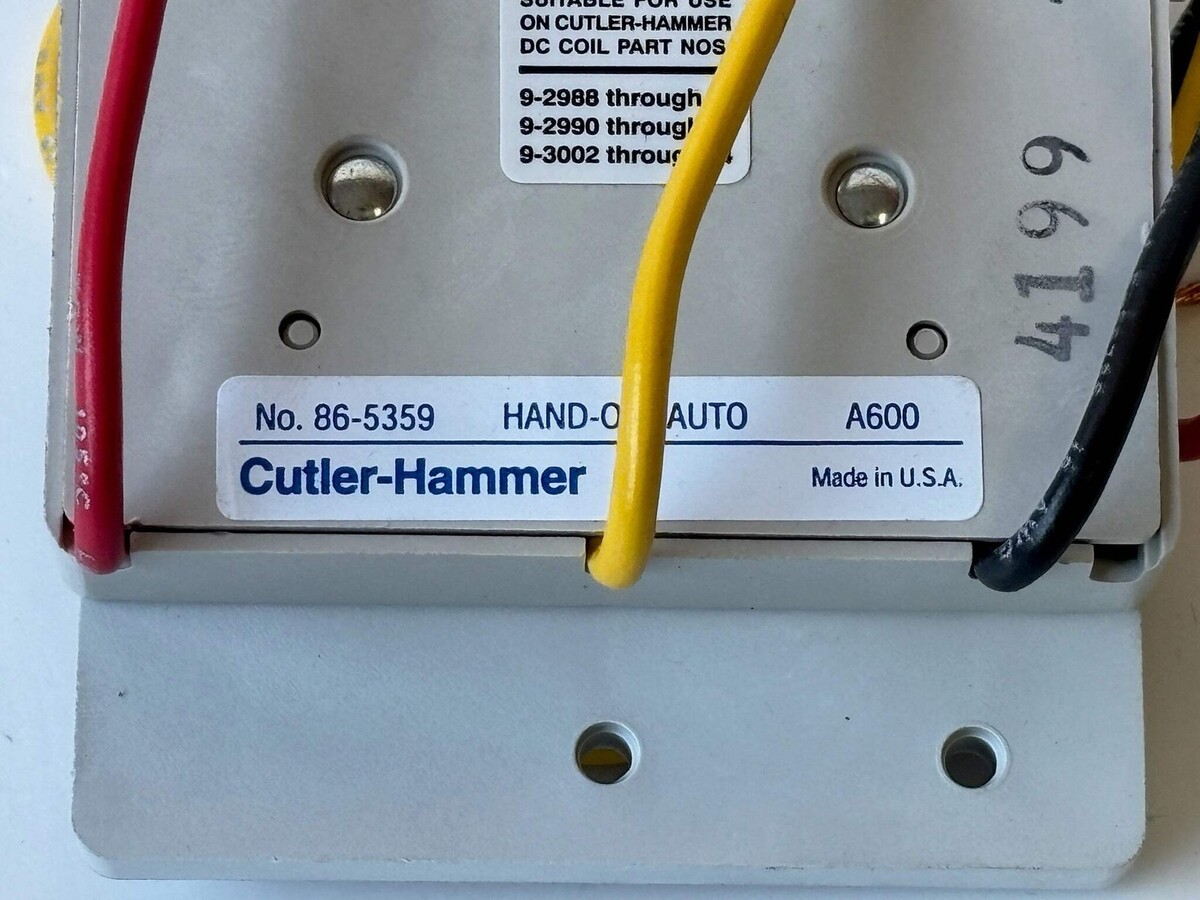 SUITABLE FOR USE
ON CUTLER-HAMMER
DC COIL PART NOS
9-2988 through
9-2990 through
9-3002 through
4199
No. 86-5359 HAND-O AUTO A600
Cutler-Hammer Made in U.S.A.